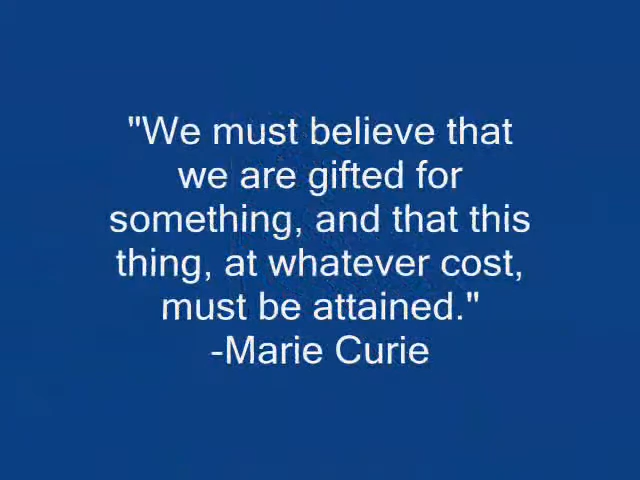 "We must believe that
we are gifted for
something, and that this
thing, at whatever cost,
must be attained."
-Marie Curie